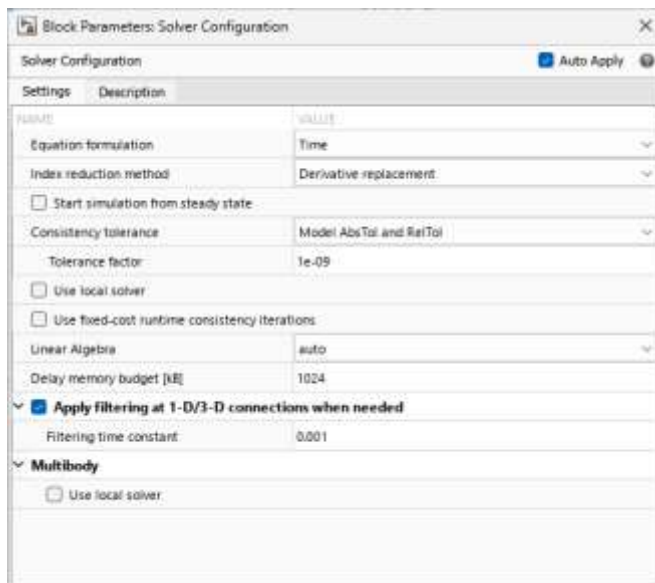 Block Parameters: Solver Configuration
Solver Configuration Auto Apply
Settings Description
NAME VALUE
Equation formulation Time
Index reduction method Derivative replacement
Start simulation from steady state
Consistency tolerance Model AbsTol and RelTol
Tolerance factor 1e-09
Use local solver
Use fixed-cost runtime consistency iterations
Linear Algebra auto
Delay memory budget [kB] 1024
Apply filtering at 1-D/3-D connections when needed
Filtering time constant 0.001
Multibody
Use local solver